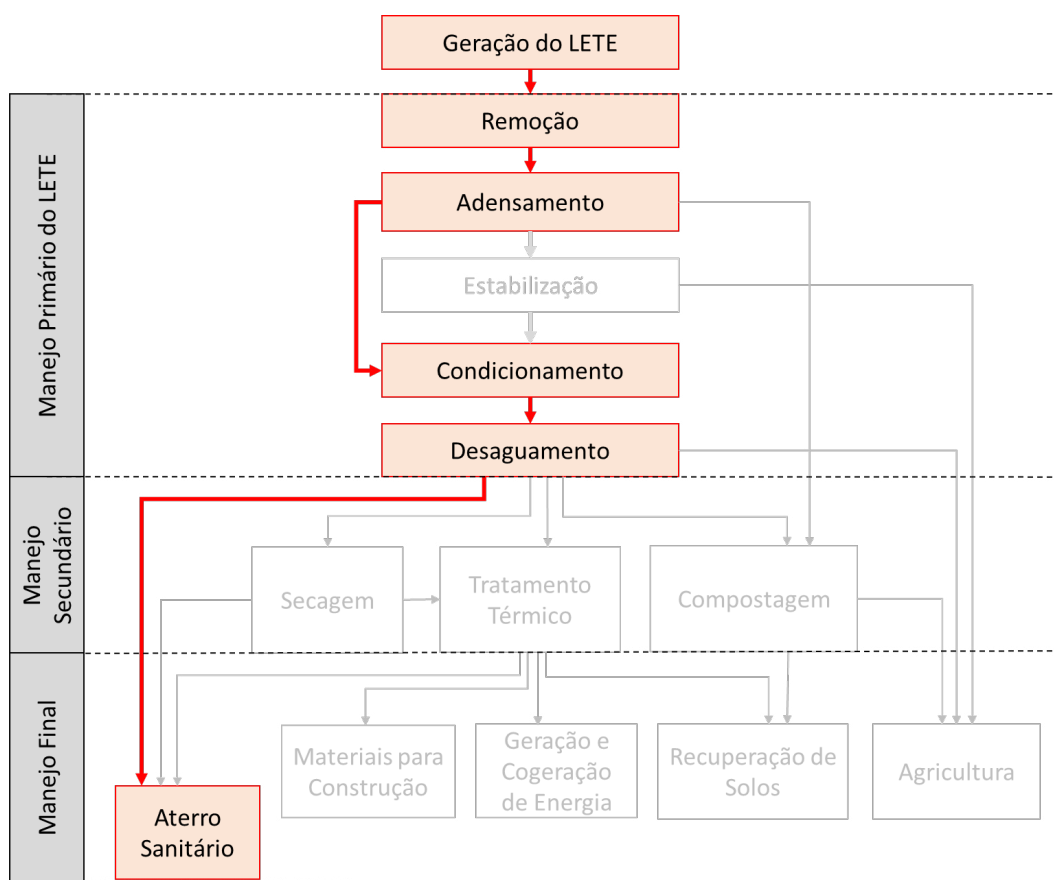 Geração do LETE
Manejo Primário do LETE
Remoção
Adensamento
Estabilização
Condicionamento
Desaguamento
Manejo
Secundário
Secagem
Tratamento
Térmico
Compostagem
Manejo Final
Materiais para
Construção
Geração e
Cogeração
de Energia
Recuperação de
Solos
Agricultura
Aterro
Sanitário